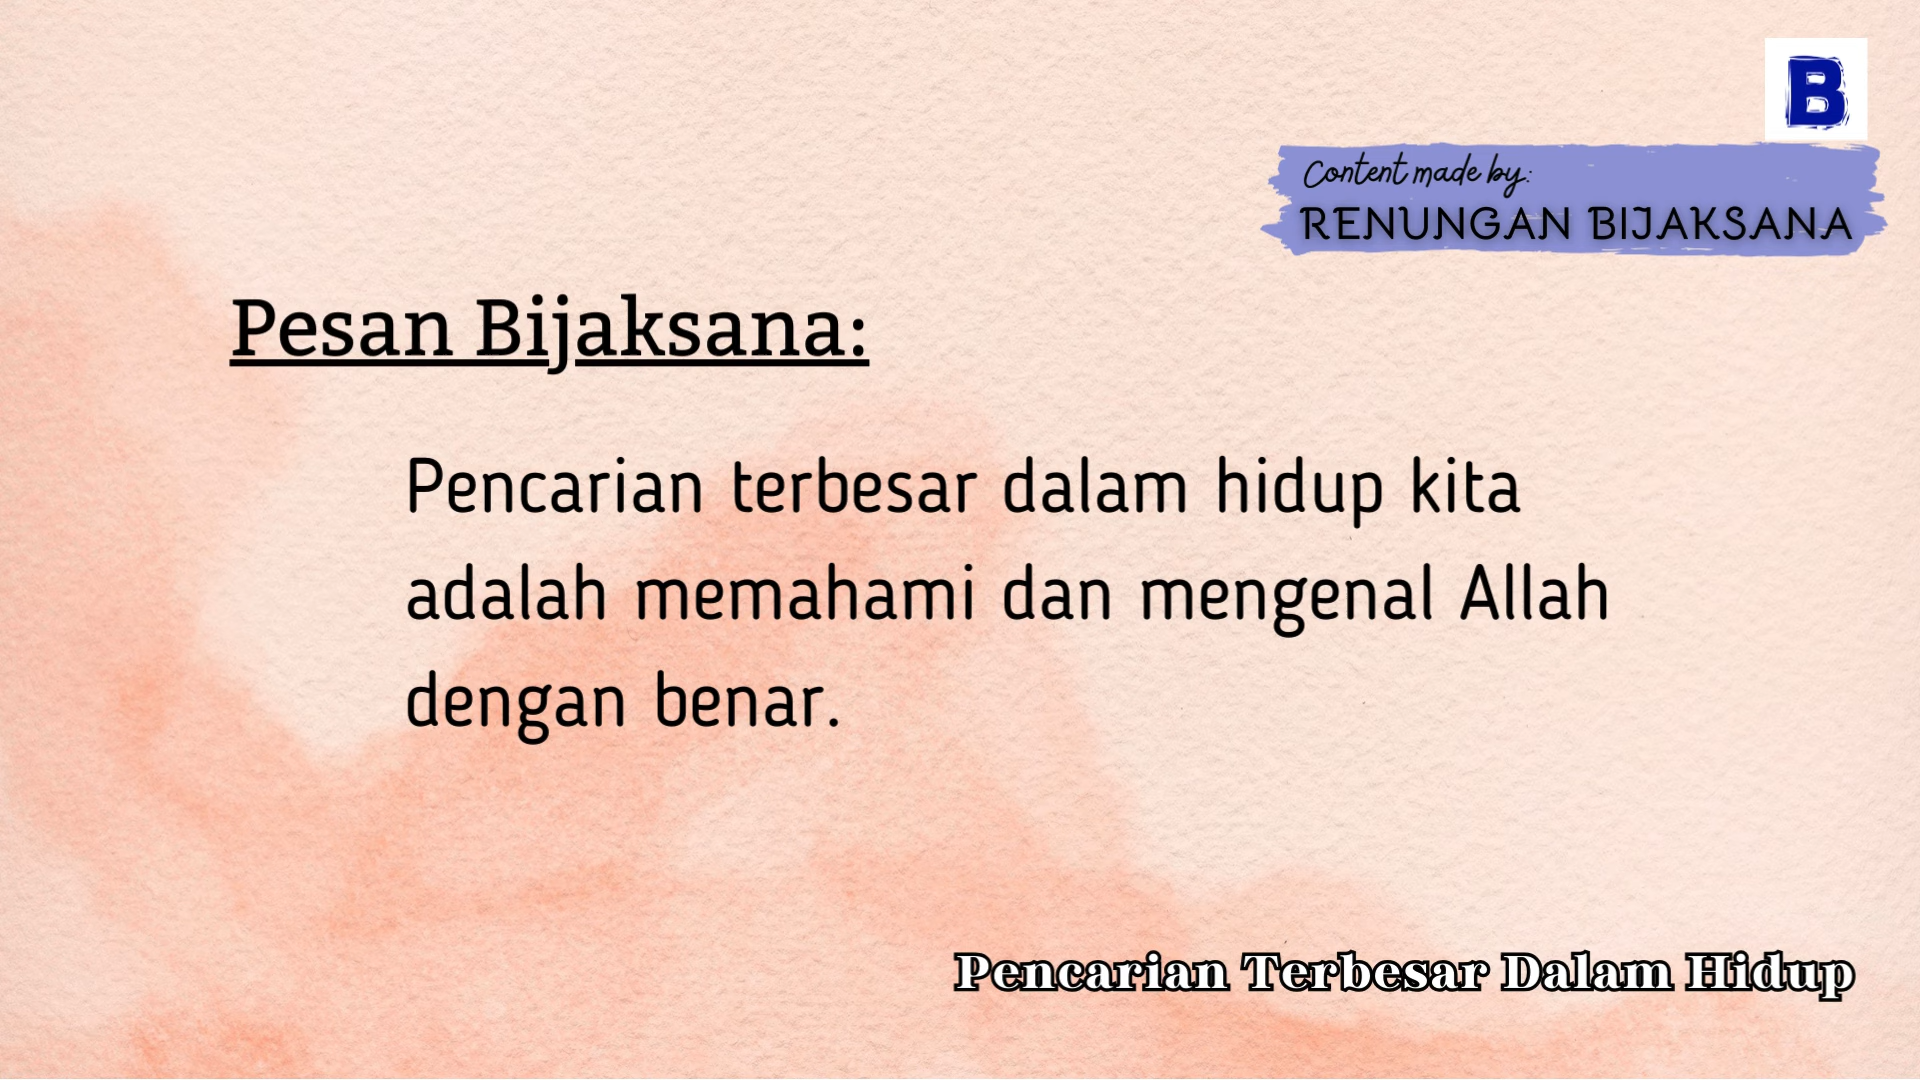 B
Content made by:
RENUNGAN BIJAKSANA
Pesan Bijaksana:
Pencarian terbesar dalam hidup kita
adalah memahami dan mengenal Allah
dengan benar.
Pencarian Terbesar Dalam Hidup